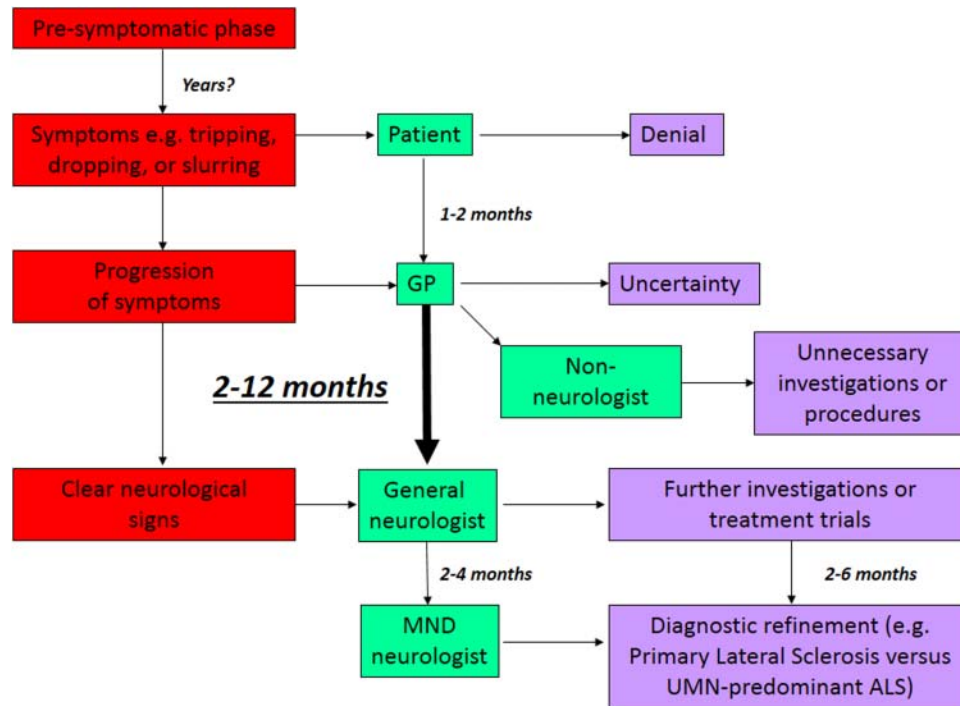 Pre-symptomatic phase
Years?
Symptoms e.g. tripping,
dropping, or slurring
Patient
Denial
1-2 months
Progression
of symptoms
GP
Uncertainty
2-12 months
Non-
neurologist
Unnecessary
investigations or
procedures
Clear neurological
signs
General
neurologist
Further investigations or
treatment trials
2-4 months
2-6 months
MND
neurologist
Diagnostic refinement (e.g.
Primary Lateral Sclerosis versus
UMN-predominant ALS)